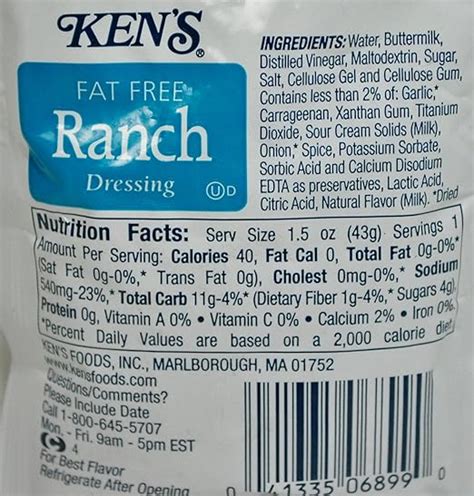 KEN'S®
FAT FREE
Ranch
Dressing
ⓊD
INGREDIENTS: Water, Buttermilk,
Distilled Vinegar, Maltodextrin, Sugar,
Salt, Cellulose Gel and Cellulose Gum,
Contains less than 2% of: Garlic,*
Carrageenan, Xanthan Gum, Titanium
Dioxide, Sour Cream Solids (Milk),
Onion,* Spice, Potassium Sorbate,
Sorbic Acid and Calcium Disodium
EDTA as preservatives, Lactic Acid,
Citric Acid, Natural Flavor (Milk). *Dried
Nutrition Facts: Serv Size 1.5 oz (43g) Servings 1
Amount Per Serving: Calories 40, Fat Cal 0, Total Fat 0g-0%*
(Sat Fat 0g-0%,* Trans Fat 0g), Cholest 0mg-0%,* Sodium
540mg-23%,* Total Carb 11g-4%* (Dietary Fiber 1g-4%,* Sugars 4g),
Protein 0g, Vitamin A 0% • Vitamin C 0% • Calcium 2% • Iron 0%.
*Percent Daily Values are based on a 2,000 calorie diet.
KEN'S FOODS, INC., MARLBOROUGH, MA 01752
www.kensfoods.com
Questions/Comments?
Please Include Date
Call 1-800-645-5707
Mon. - Fri. 9am - 5pm EST
4
For Best Flavor
Refrigerate After Opening
0 41335 06899 0